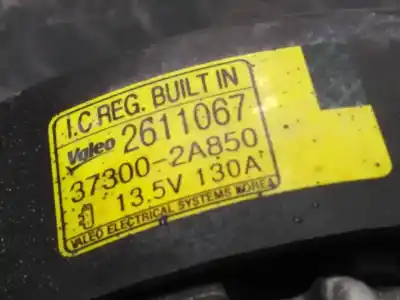 I.C REG. BUILT IN
Valeo 2611067
37300-2A850
13.5V 130A
VALEO ELECTRICAL SYSTEMS KOREA